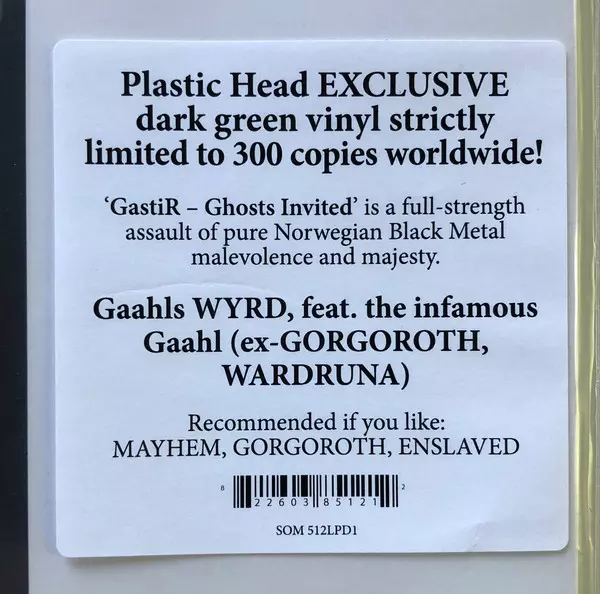 Plastic Head EXCLUSIVE
dark green vinyl strictly
limited to 300 copies worldwide!
‘GastiR – Ghosts Invited’ is a full-strength
assault of pure Norwegian Black Metal
malevolence and majesty.
Gaahls WYRD, feat. the infamous
Gaahl (ex-GORGOROTH,
WARDRUNA)
Recommended if you like:
MAYHEM, GORGOROTH, ENSLAVED
8 22603 85121 2
SOM 512LPD1